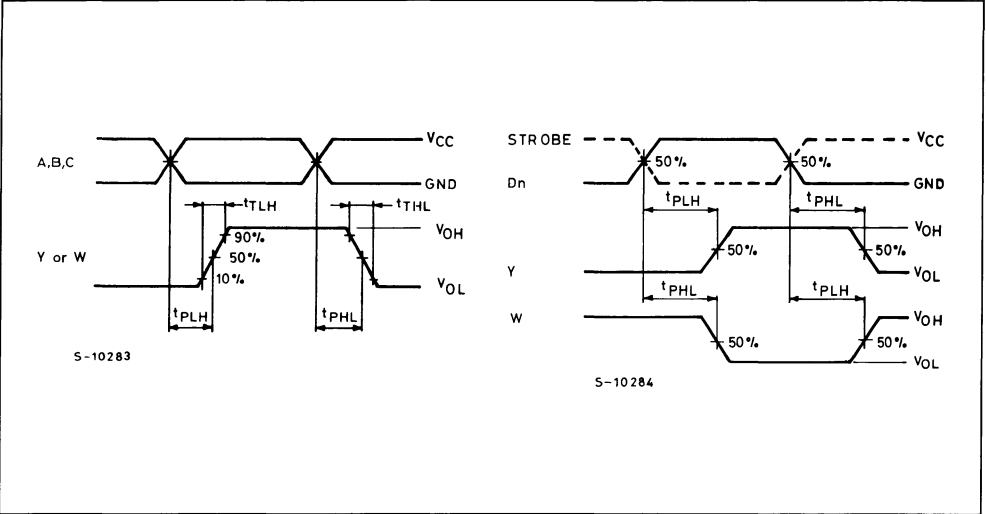 A,B,C
VCC
GND
tTLH
tTHL
Y or W
VOH
90%
50%
10%
VOL
tPLH
tPHL
S-10283
STROBE
VCC
50%
50%
Dn
GND
tPLH
tPHL
VOH
50%
50%
Y
VOL
tPHL
tPLH
W
VOH
50%
50%
VOL
S-10284